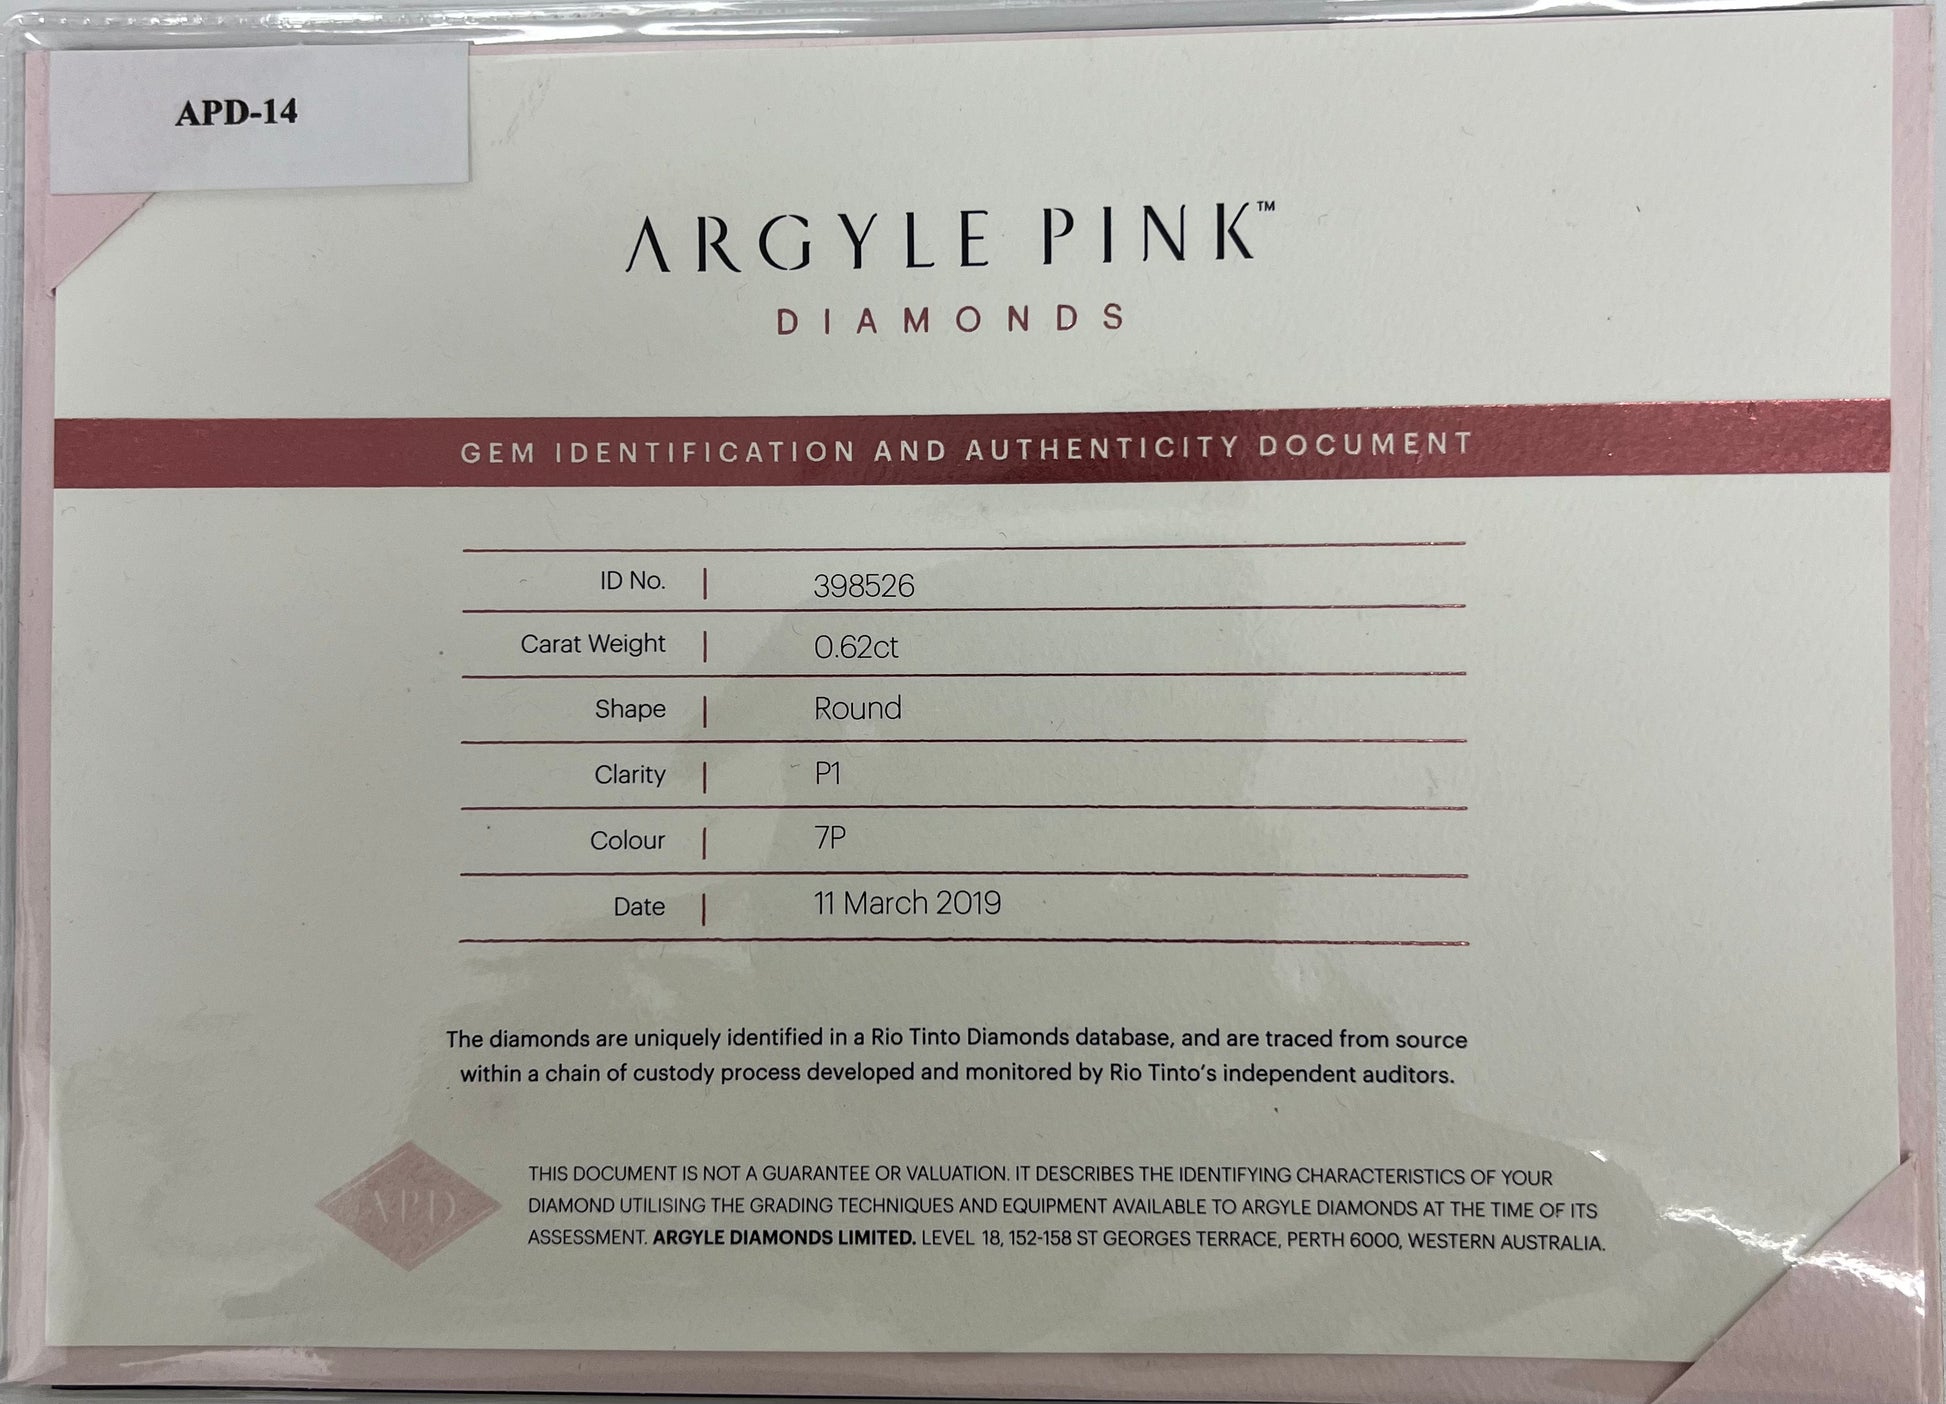 APD-14
ARGYLE PINK™
DIAMONDS
GEM IDENTIFICATION AND AUTHENTICITY DOCUMENT
ID No. | 398526
Carat Weight | 0.62ct
Shape | Round
Clarity | P1
Colour | 7P
Date | 11 March 2019
The diamonds are uniquely identified in a Rio Tinto Diamonds database, and are traced from source
within a chain of custody process developed and monitored by Rio Tinto's independent auditors.
APD
THIS DOCUMENT IS NOT A GUARANTEE OR VALUATION. IT DESCRIBES THE IDENTIFYING CHARACTERISTICS OF YOUR
DIAMOND UTILISING THE GRADING TECHNIQUES AND EQUIPMENT AVAILABLE TO ARGYLE DIAMONDS AT THE TIME OF ITS
ASSESSMENT. ARGYLE DIAMONDS LIMITED. LEVEL 18, 152-158 ST GEORGES TERRACE, PERTH 6000, WESTERN AUSTRALIA.